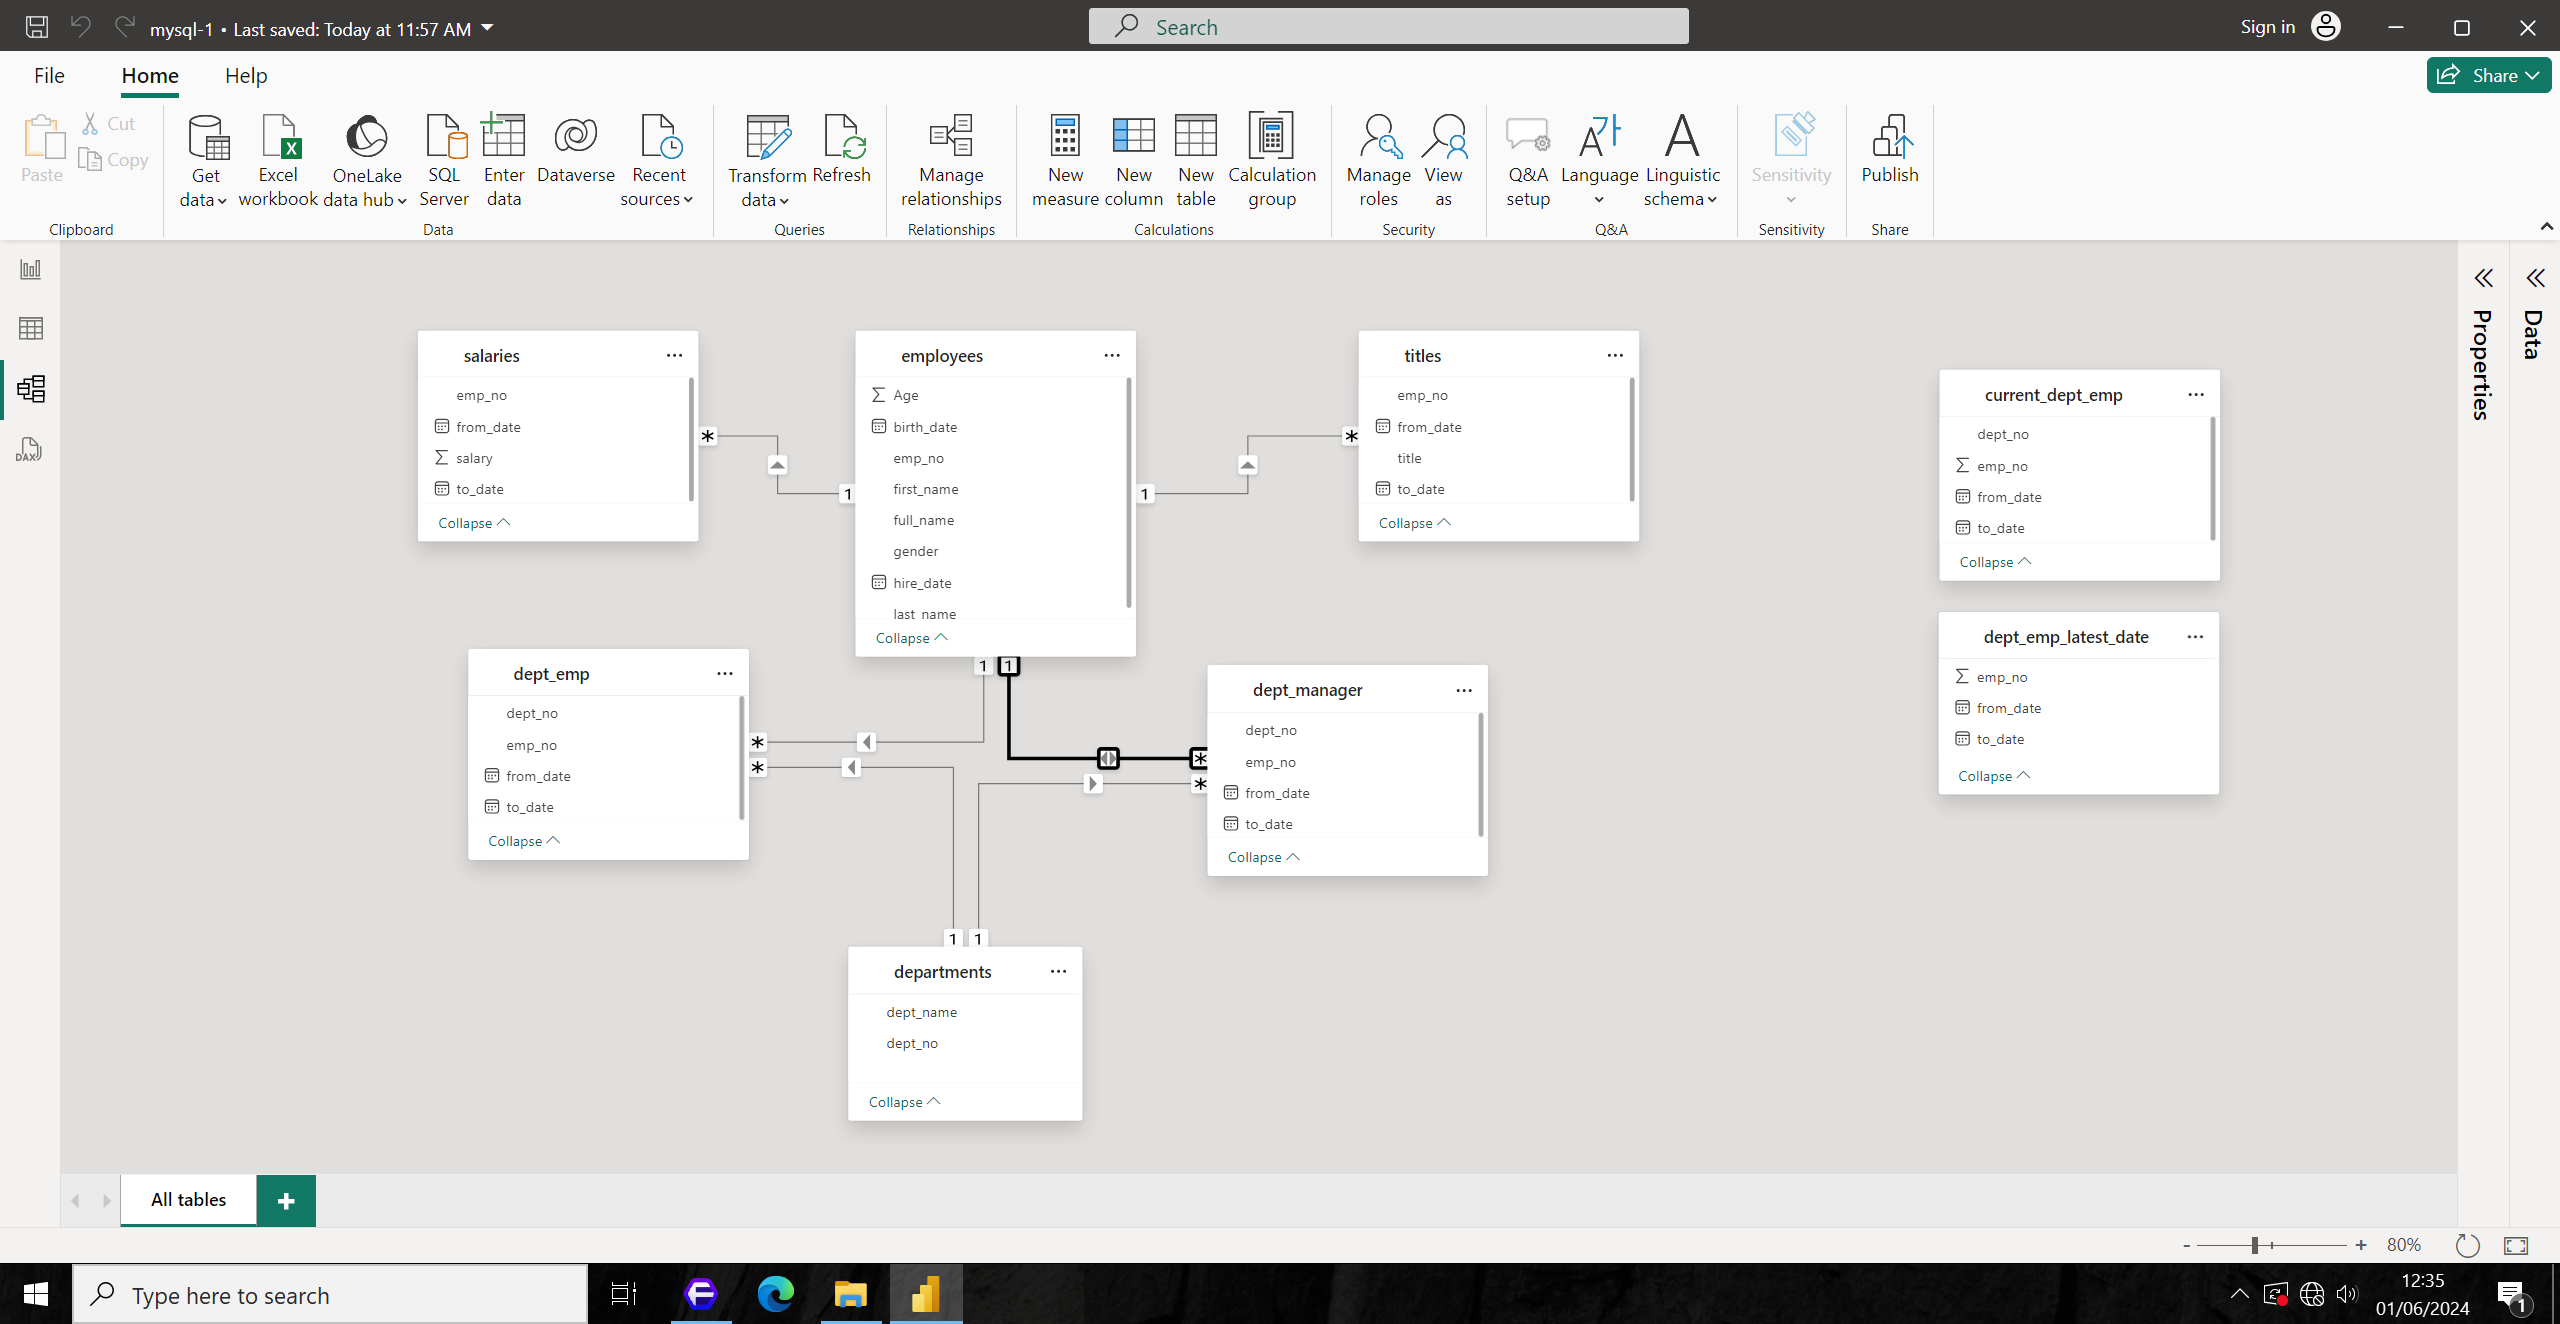 mysql-1 • Last saved: Today at 11:57 AM
Search
Sign in
File
Home
Help
Share
Paste
Cut
Copy
Clipboard
Get data
Excel workbook
OneLake data hub
SQL Server
Enter data
Dataverse
Recent sources
Data
Transform data
Refresh
Queries
Manage relationships
Relationships
New measure
New column
New table
Calculation group
Calculations
Manage roles
View as
Security
Q&A setup
Language
Linguistic schema
Q&A
Sensitivity
Sensitivity
Publish
Share
DAX
salaries
emp_no
from_date
salary
to_date
Collapse
*
1
employees
Age
birth_date
emp_no
first_name
full_name
gender
hire_date
last_name
Collapse
1
*
titles
emp_no
from_date
title
to_date
Collapse
current_dept_emp
dept_no
emp_no
from_date
to_date
Collapse
dept_emp_latest_date
emp_no
from_date
to_date
Collapse
1
1
dept_emp
dept_no
emp_no
from_date
to_date
Collapse
*
*
*
*
dept_manager
dept_no
emp_no
from_date
to_date
Collapse
1
1
departments
dept_name
dept_no
Collapse
Properties
Data
All tables
+
- + 80%
Type here to search
12:35
01/06/2024
1